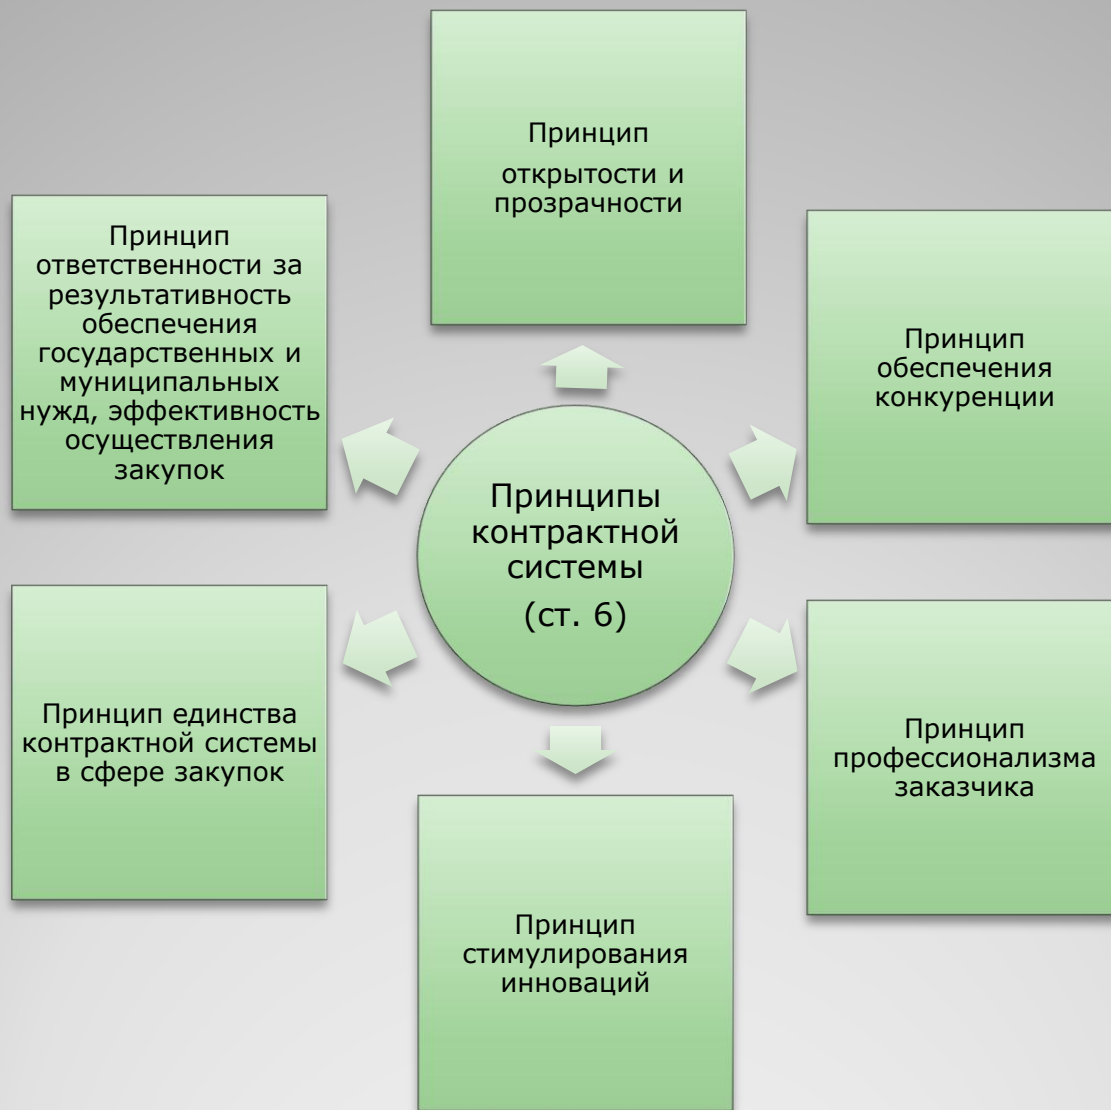 Принцип
открытости и
прозрачности
Принцип
ответственности за
результативность
обеспечения
государственных и
муниципальных
нужд, эффективность
осуществления
закупок
Принцип
обеспечения
конкуренции
Принципы
контрактной
системы
(ст. 6)
Принцип единства
контрактной системы
в сфере закупок
Принцип
профессионализма
заказчика
Принцип
стимулирования
инноваций